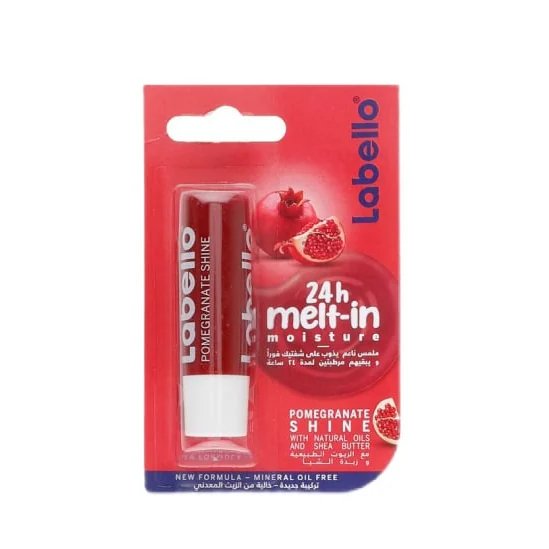 Labello®
24h
melt-in
moisture
ملمس ناعم يذوب على شفتيك فوراً
و يبقيهم مرطبتين لمدة ٢٤ ساعة
POMEGRANATE
SHINE
WITH NATURAL OILS
AND SHEA BUTTER
مع الزيوت الطبيعية
و زبدة الشيا
Labello
POMEGRANATE SHINE
Labello
NEW FORMULA – MINERAL OIL FREE
تركيبة جديدة - خالية من الزيت المعدني